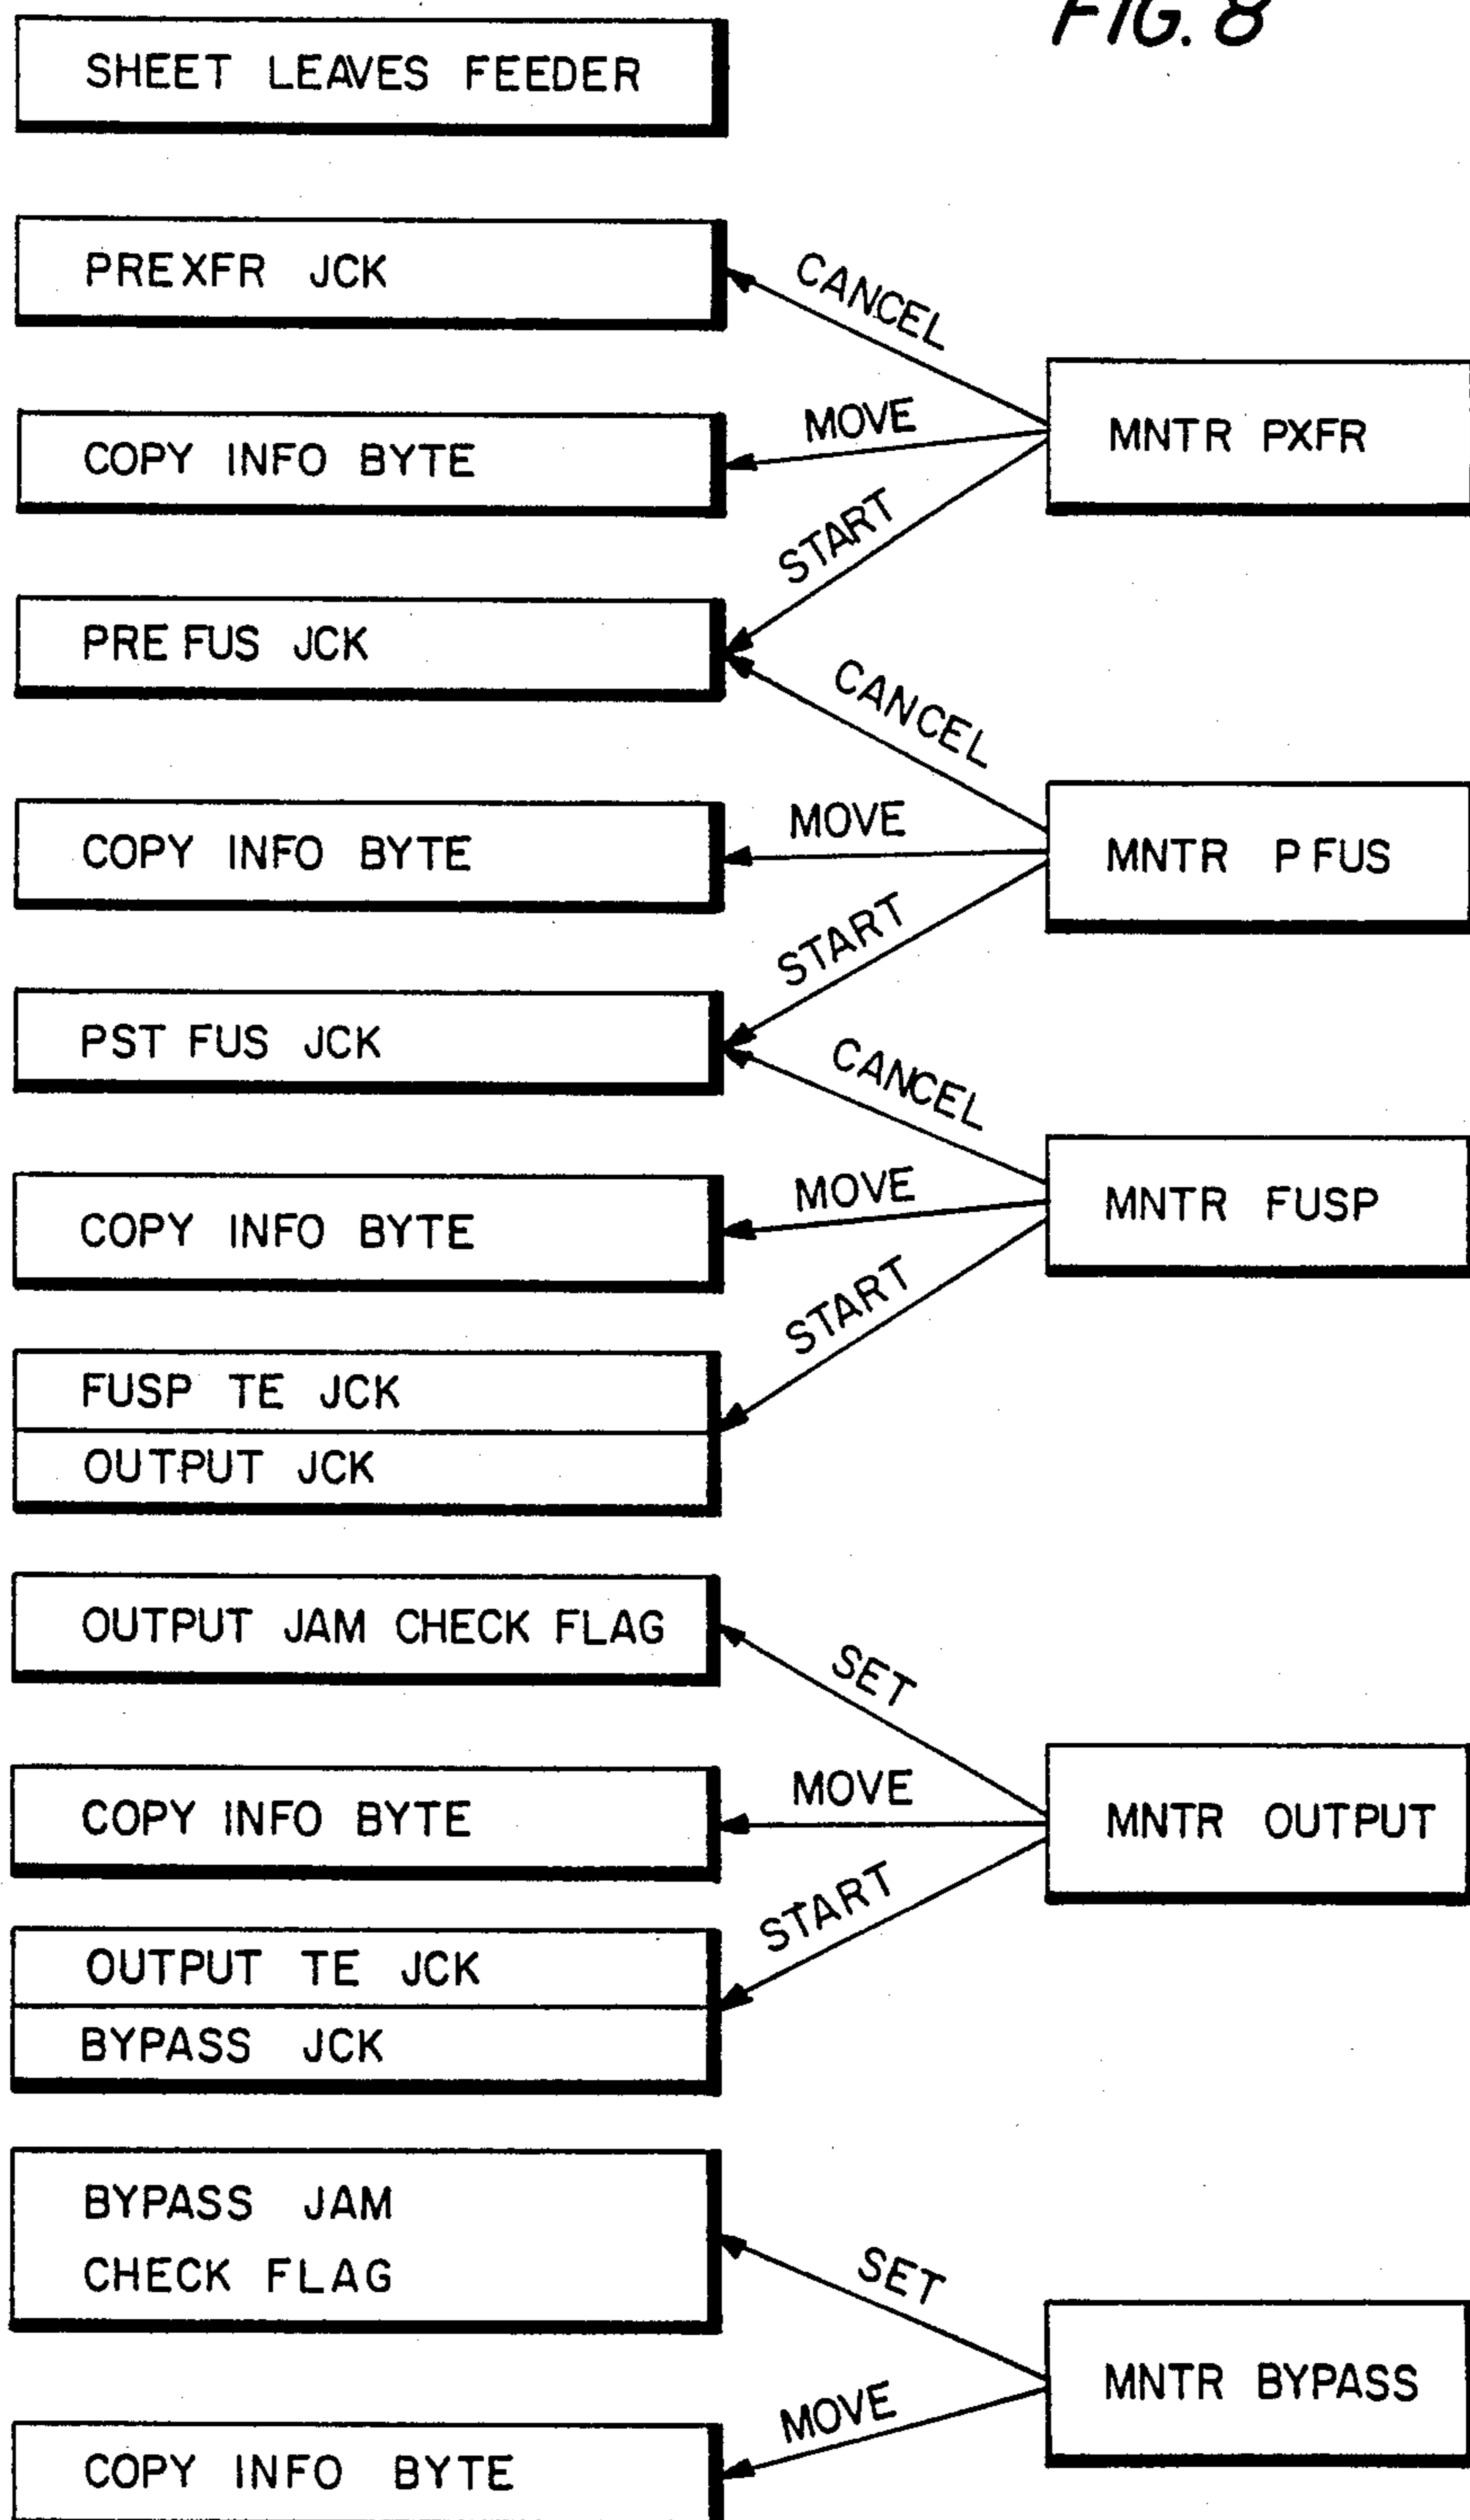 FIG. 8
SHEET LEAVES FEEDER
PREXFR JCK
CANCEL
MNTR PXFR
MOVE
COPY INFO BYTE
START
PRE FUS JCK
CANCEL
MOVE
COPY INFO BYTE
MNTR PFUS
START
PST FUS JCK
CANCEL
MOVE
MNTR FUSP
COPY INFO BYTE
START
FUSP TE JCK
OUTPUT JCK
OUTPUT JAM CHECK FLAG
SET
MOVE
COPY INFO BYTE
MNTR OUTPUT
START
OUTPUT TE JCK
BYPASS JCK
BYPASS JAM
CHECK FLAG
SET
MNTR BYPASS
MOVE
COPY INFO BYTE